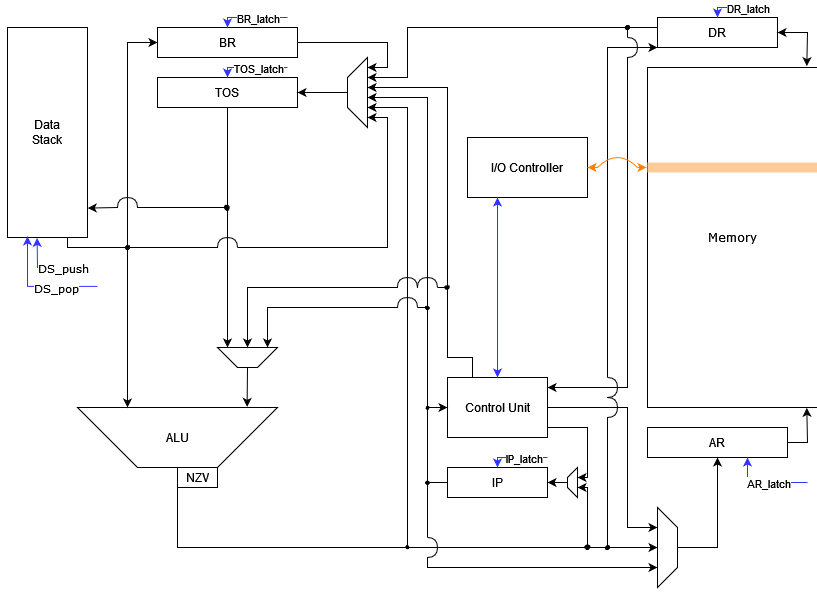 BR_latch
BR
TOS_latch
TOS
DR_latch
DR
Data
Stack
I/O Controller
Memory
DS_push
DS_pop
Control Unit
ALU
NZV
IP_latch
IP
AR
AR_latch